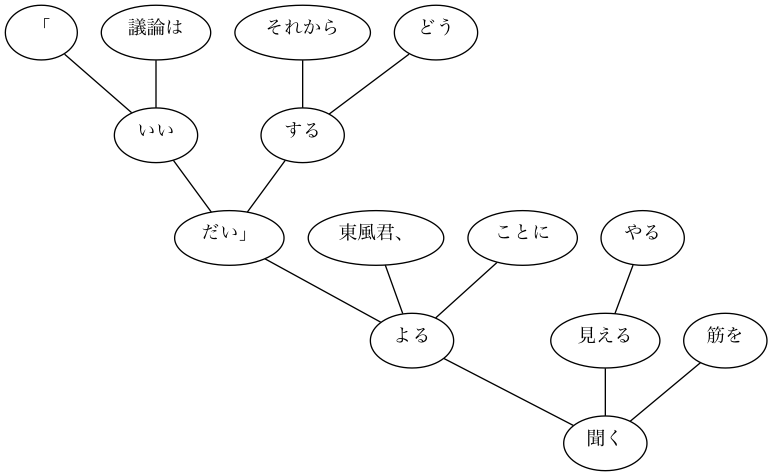 「 議論は それから どう
いい する
だい」 東風君、 ことに やる
よる 見える 筋を
聞く